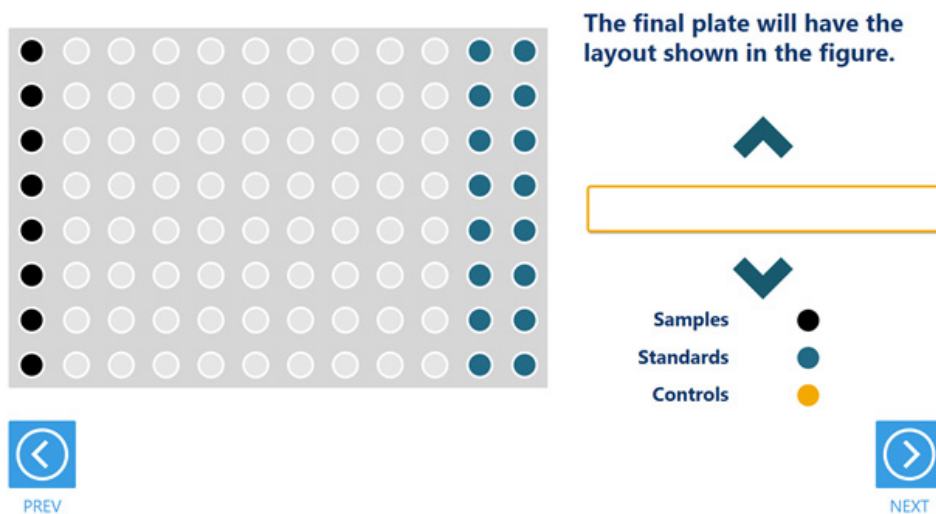 The final plate will have the
layout shown in the figure.
Samples
Standards
Controls
PREV
NEXT